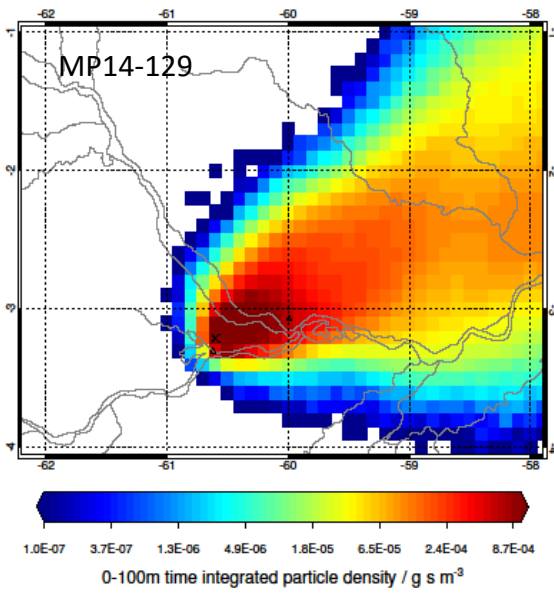 -62 -61 -60 -59 -58
-1
MP14-129
-2
-3
-4
-62 -61 -60 -59 -58
1.0E-07 3.7E-07 1.3E-06 4.9E-06 1.8E-05 6.5E-05 2.4E-04 8.7E-04
0-100m time integrated particle density / g s m-3